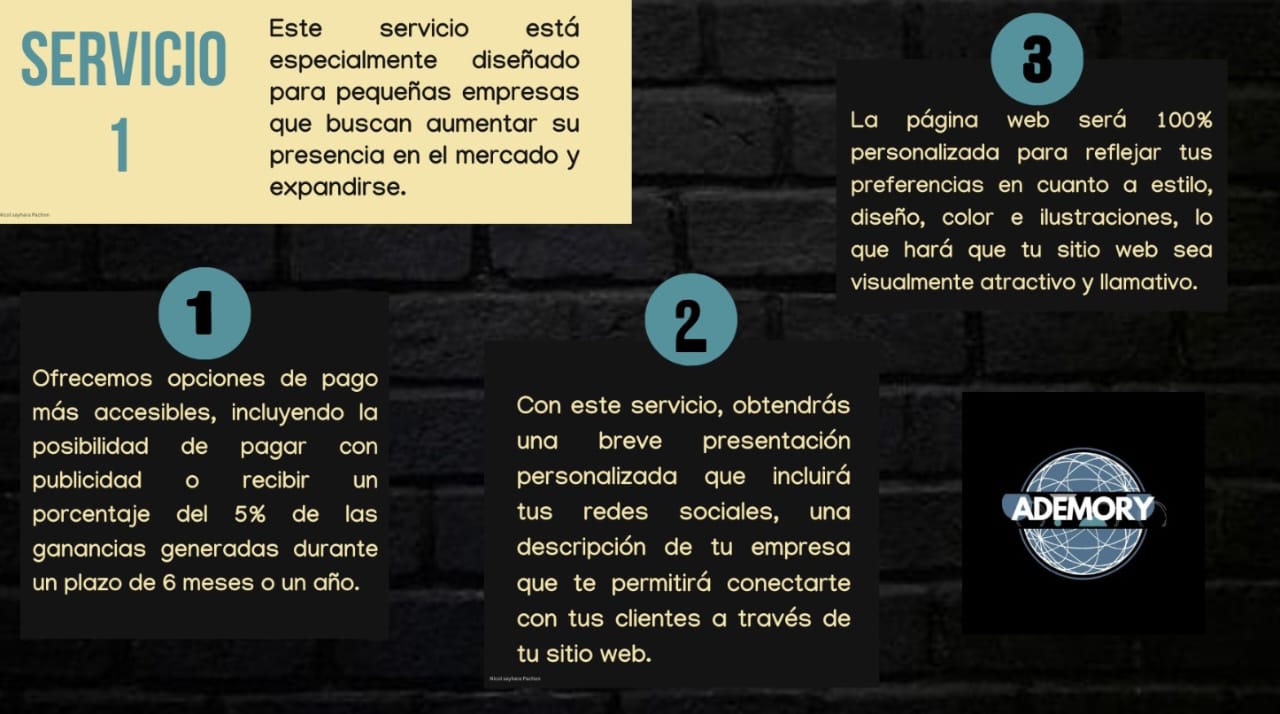 SERVICIO
1
Este servicio está
especialmente diseñado
para pequeñas empresas
que buscan aumentar su
presencia en el mercado y
expandirse.
Nicol sayhara Pachon
1
Ofrecemos opciones de pago
más accesibles, incluyendo la
posibilidad de pagar con
publicidad o recibir un
porcentaje del 5% de las
ganancias generadas durante
un plazo de 6 meses o un año.
2
Con este servicio, obtendrás
una breve presentación
personalizada que incluirá
tus redes sociales, una
descripción de tu empresa
que te permitirá conectarte
con tus clientes a través de
tu sitio web.
Nicol sayhara Pachon
3
La página web será 100%
personalizada para reflejar tus
preferencias en cuanto a estilo,
diseño, color e ilustraciones, lo
que hará que tu sitio web sea
visualmente atractivo y llamativo.
ADEMORY